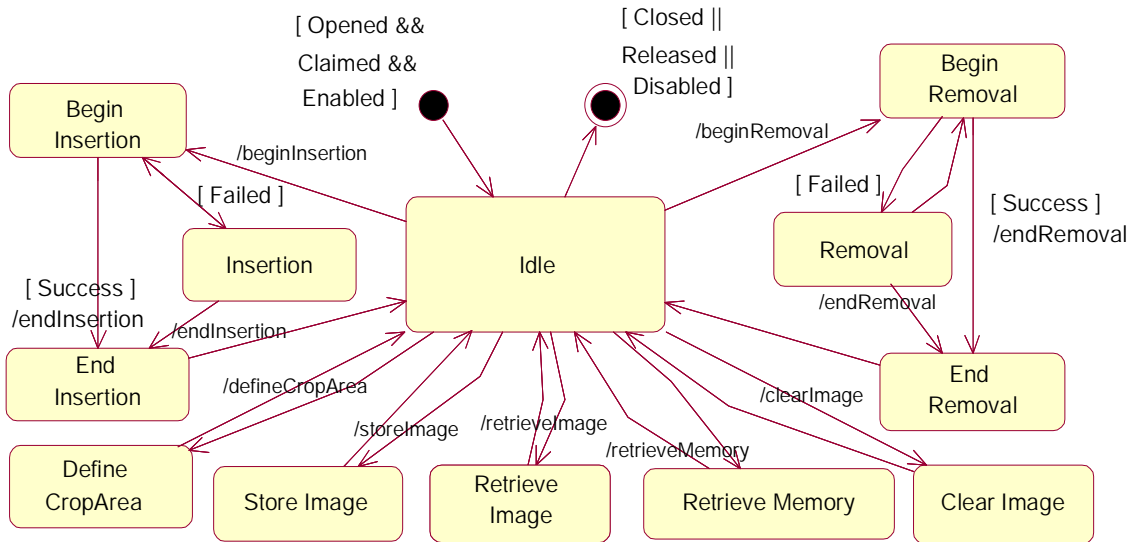 [ Opened &&
Claimed &&
Enabled ]
[ Closed ||
Released ||
Disabled ]
Begin
Insertion
Begin
Removal
/beginInsertion
/beginRemoval
[ Failed ]
[ Failed ]
[ Success ]
/endRemoval
Insertion
Idle
Removal
[ Success ]
/endInsertion
/endInsertion
/endRemoval
End
Insertion
End
Removal
/defineCropArea
/storeImage
/retrieveImage
/retrieveMemory
/clearImage
Define
CropArea
Store Image
Retrieve
Image
Retrieve Memory
Clear Image